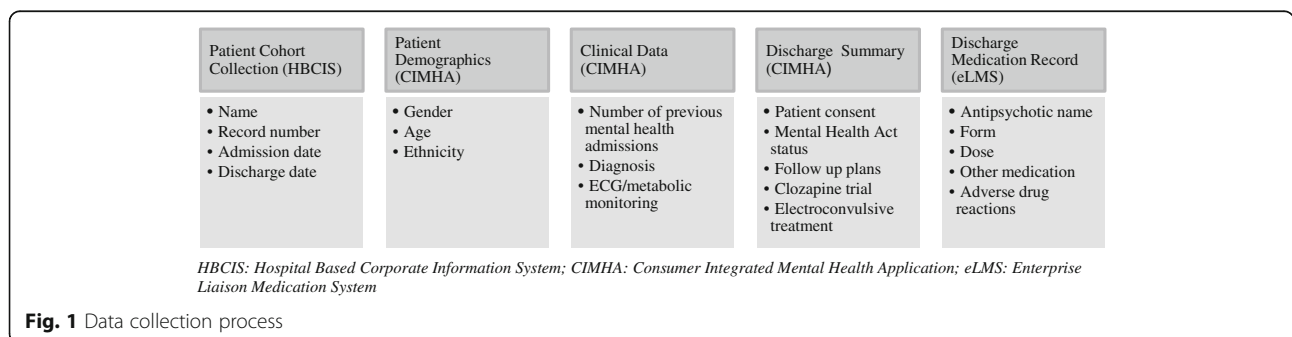 Patient Cohort
Collection (HBCIS)
• Name
• Record number
• Admission date
• Discharge date
Patient
Demographics
(CIMHA)
• Gender
• Age
• Ethnicity
Clinical Data
(CIMHA)
• Number of previous
mental health
admissions
• Diagnosis
• ECG/metabolic
monitoring
Discharge Summary
(CIMHA)
• Patient consent
• Mental Health Act
status
• Follow up plans
• Clozapine trial
• Electroconvulsive
treatment
Discharge
Medication Record
(eLMS)
• Antipsychotic name
• Form
• Dose
• Other medication
• Adverse drug
reactions
HBCIS: Hospital Based Corporate Information System; CIMHA: Consumer Integrated Mental Health Application; eLMS: Enterprise
Liaison Medication System
Fig. 1 Data collection process